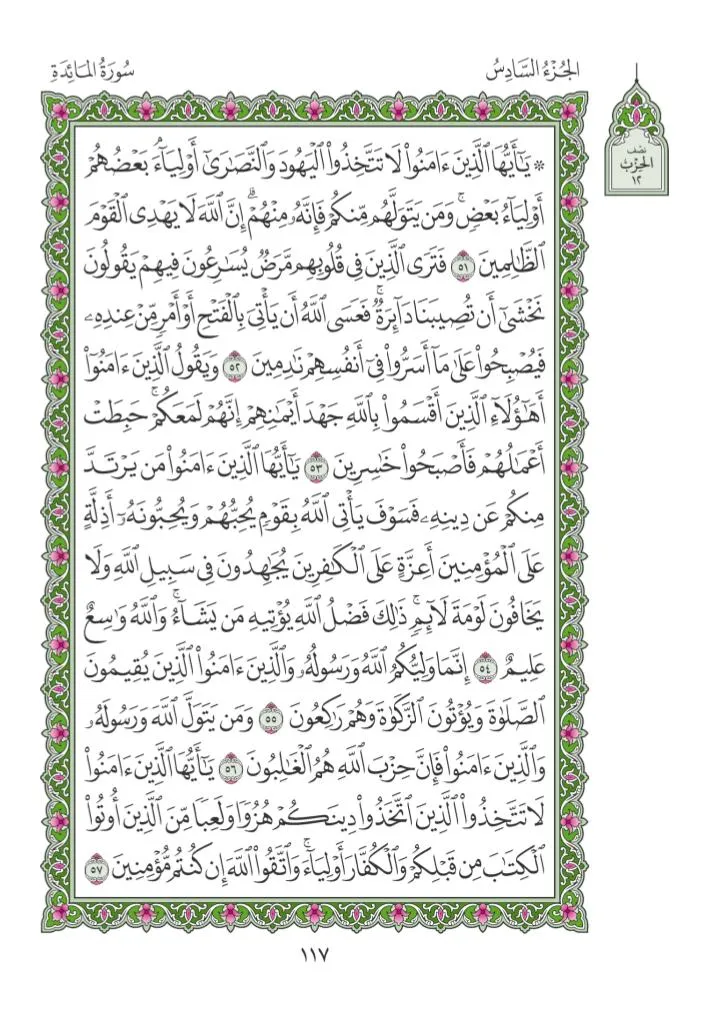 الجُزْءُ السَّادِسُ
سُورَةُ المَائِدَةِ
نصف
الحِزْب
١٢
* يَٰٓأَيُّهَا ٱلَّذِينَ ءَامَنُوا۟ لَا تَتَّخِذُوا۟ ٱلْيَهُودَ وَٱلنَّصَٰرَىٰٓ أَوْلِيَآءَۘ بَعْضُهُمْ
أَوْلِيَآءُ بَعْضٖۚ وَمَن يَتَوَلَّهُم مِّنكُمْ فَإِنَّهُۥ مِنْهُمْۗ إِنَّ ٱللَّهَ لَا يَهْدِى ٱلْقَوْمَ
ٱلظَّٰلِمِينَ ٥١ فَتَرَى ٱلَّذِينَ فِى قُلُوبِهِم مَّرَضٌ يُسَٰرِعُونَ فِيهِمْ يَقُولُونَ
نَخْشَىٰٓ أَن تُصِيبَنَا دَآئِرَةٌۚ فَعَسَى ٱللَّهُ أَن يَأْتِىَ بِٱلْفَتْحِ أَوْ أَمْرٍ مِّنْ عِندِهِۦ
فَيُصْبِحُوا۟ عَلَىٰ مَآ أَسَرُّوا۟ فِىٓ أَنفُسِهِمْ نَٰدِمِينَ ٥٢ وَيَقُولُ ٱلَّذِينَ ءَامَنُوٓا۟
أَهَٰٓؤُلَآءِ ٱلَّذِينَ أَقْسَمُوا۟ بِٱللَّهِ جَهْدَ أَيْمَٰنِهِمْ إِنَّهُمْ لَمَعَكُمْۚ حَبِطَتْ
أَعْمَٰلُهُمْ فَأَصْبَحُوا۟ خَٰسِرِينَ ٥٣ يَٰٓأَيُّهَا ٱلَّذِينَ ءَامَنُوا۟ مَن يَرْتَدَّ
مِنكُمْ عَن دِينِهِۦ فَسَوْفَ يَأْتِى ٱللَّهُ بِقَوْمٍ يُحِبُّهُمْ وَيُحِبُّونَهُۥٓ أَذِلَّةٍ
عَلَى ٱلْمُؤْمِنِينَ أَعِزَّةٍ عَلَى ٱلْكَٰفِرِينَ يُجَٰهِدُونَ فِى سَبِيلِ ٱللَّهِ وَلَا
يَخَافُونَ لَوْمَةَ لَآئِمٍۚ ذَٰلِكَ فَضْلُ ٱللَّهِ يُؤْتِيهِ مَن يَشَآءُۚ وَٱللَّهُ وَٰسِعٌ
عَلِيمٌ ٥٤ إِنَّمَا وَلِيُّكُمُ ٱللَّهُ وَرَسُولُهُۥ وَٱلَّذِينَ ءَامَنُوا۟ ٱلَّذِينَ يُقِيمُونَ
ٱلصَّلَوٰةَ وَيُؤْتُونَ ٱلزَّكَوٰةَ وَهُمْ رَٰكِعُونَ ٥٥ وَمَن يَتَوَلَّ ٱللَّهَ وَرَسُولَهُۥ
وَٱلَّذِينَ ءَامَنُوا۟ فَإِنَّ حِزْبَ ٱللَّهِ هُمُ ٱلْغَٰلِبُونَ ٥٦ يَٰٓأَيُّهَا ٱلَّذِينَ ءَامَنُوا۟
لَا تَتَّخِذُوا۟ ٱلَّذِينَ ٱتَّخَذُوا۟ دِينَكُمْ هُزُوًا وَلَعِبًا مِّنَ ٱلَّذِينَ أُوتُوا۟
ٱلْكِتَٰبَ مِن قَبْلِكُمْ وَٱلْكُفَّارَ أَوْلِيَآءَۚ وَٱتَّقُوا۟ ٱللَّهَ إِن كُنتُم مُّؤْمِنِينَ ٥٧
١١٧